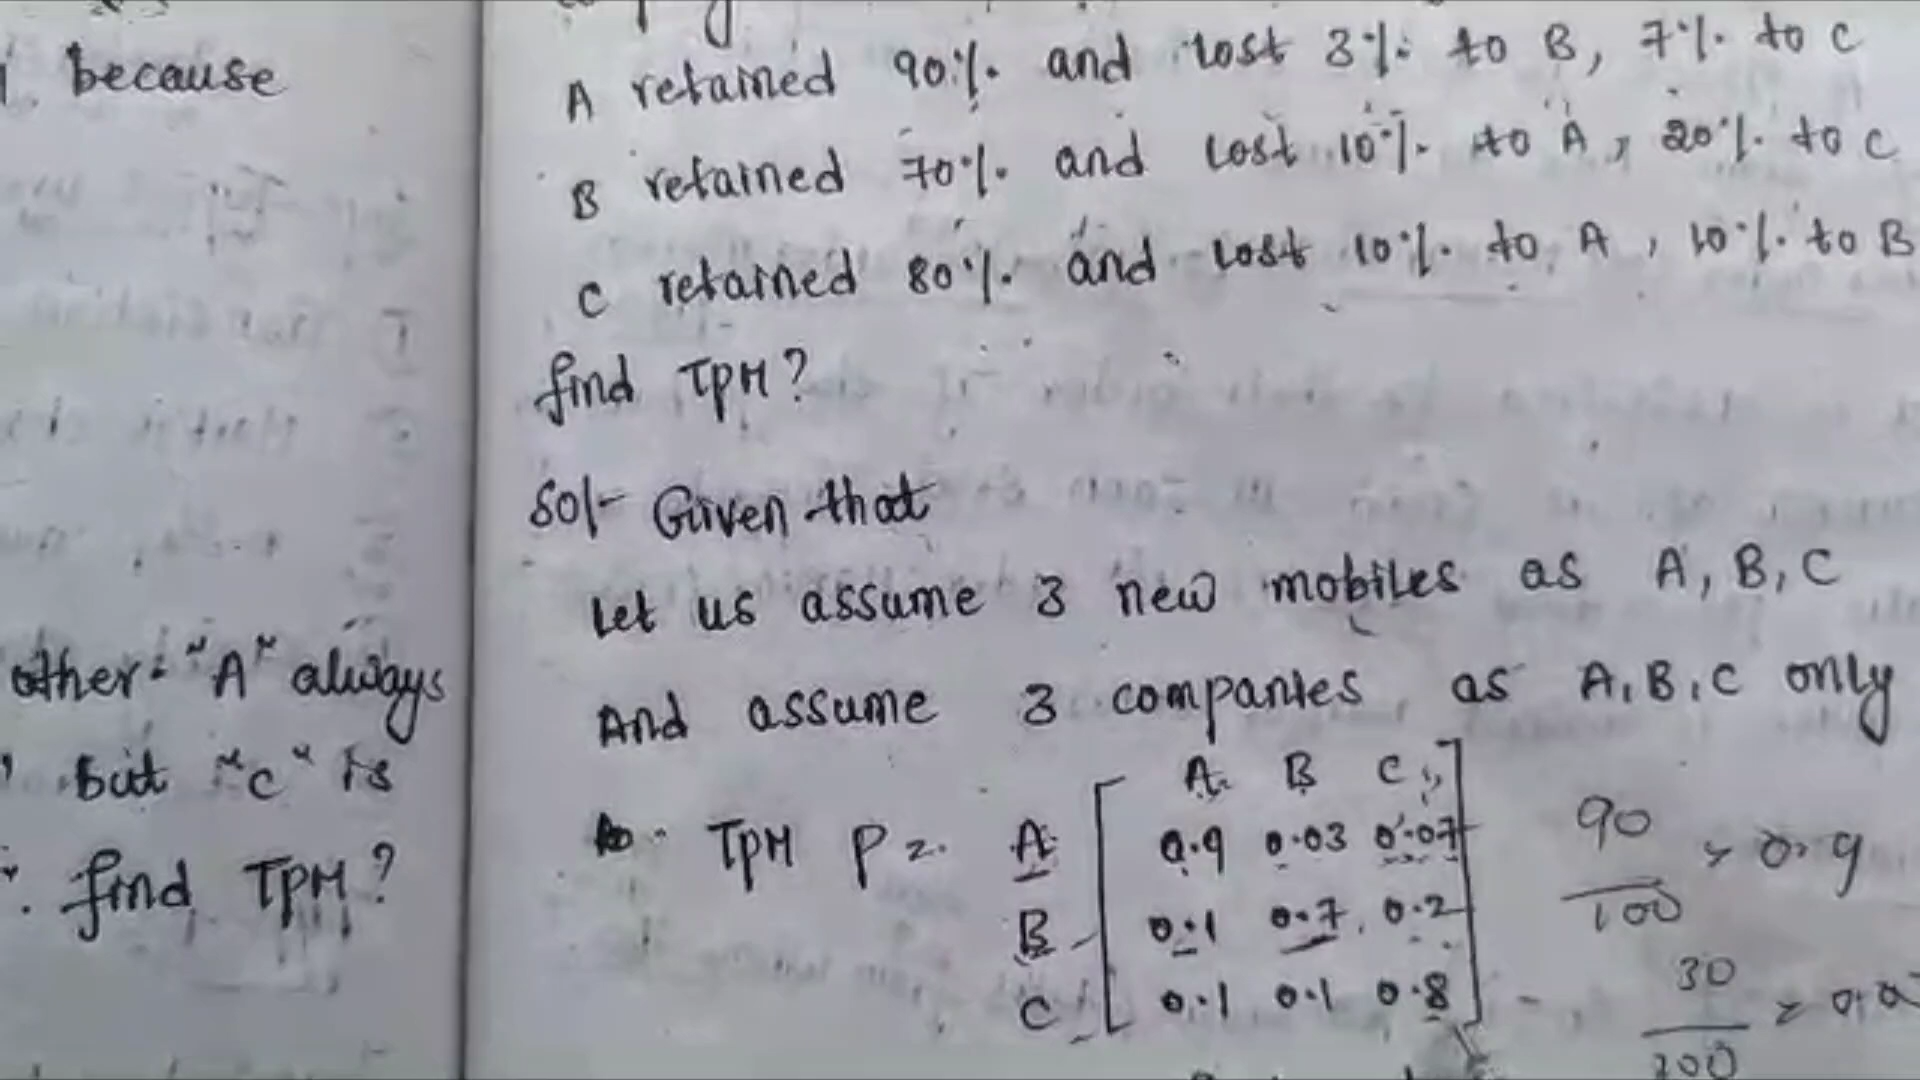 because
other. "A" always
but "c" is
find TPM?
A retained 90%. and lost 3%. to B, 7%. to C
B retained 70%. and lost 10%. to A, 20%. to C
C retained 80%. and lost 10%. to A, 10%. to B
find TPM?
Sol- Given that
Let us assume 3 new mobiles as A, B, C
And assume 3 companies as A, B, C only
A B C
TPM P = A 0.9 0.03 0.07
B 0.1 0.7 0.2
C 0.1 0.1 0.8
90
100
0.9
30
100